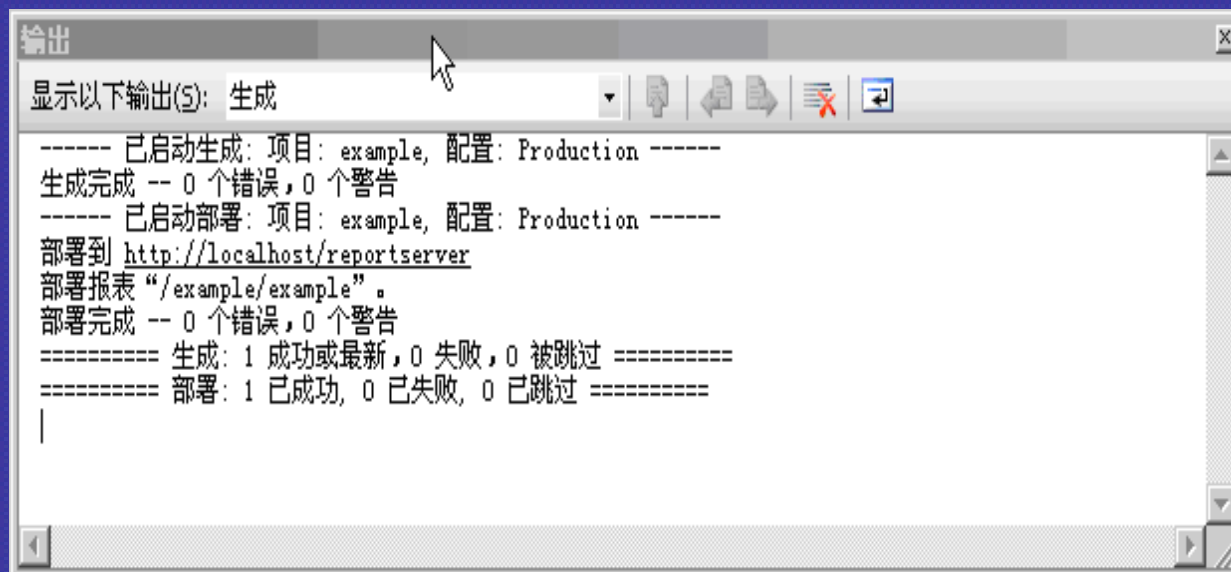 输出
显示以下输出(S): 生成
------ 已启动生成: 项目: example, 配置: Production ------
生成完成 -- 0 个错误，0 个警告
------ 已启动部署: 项目: example, 配置: Production ------
部署到 http://localhost/reportserver
部署报表“/example/example”。
部署完成 -- 0 个错误，0 个警告
========== 生成: 1 成功或最新，0 失败，0 被跳过 ==========
========== 部署: 1 已成功, 0 已失败, 0 已跳过 ==========